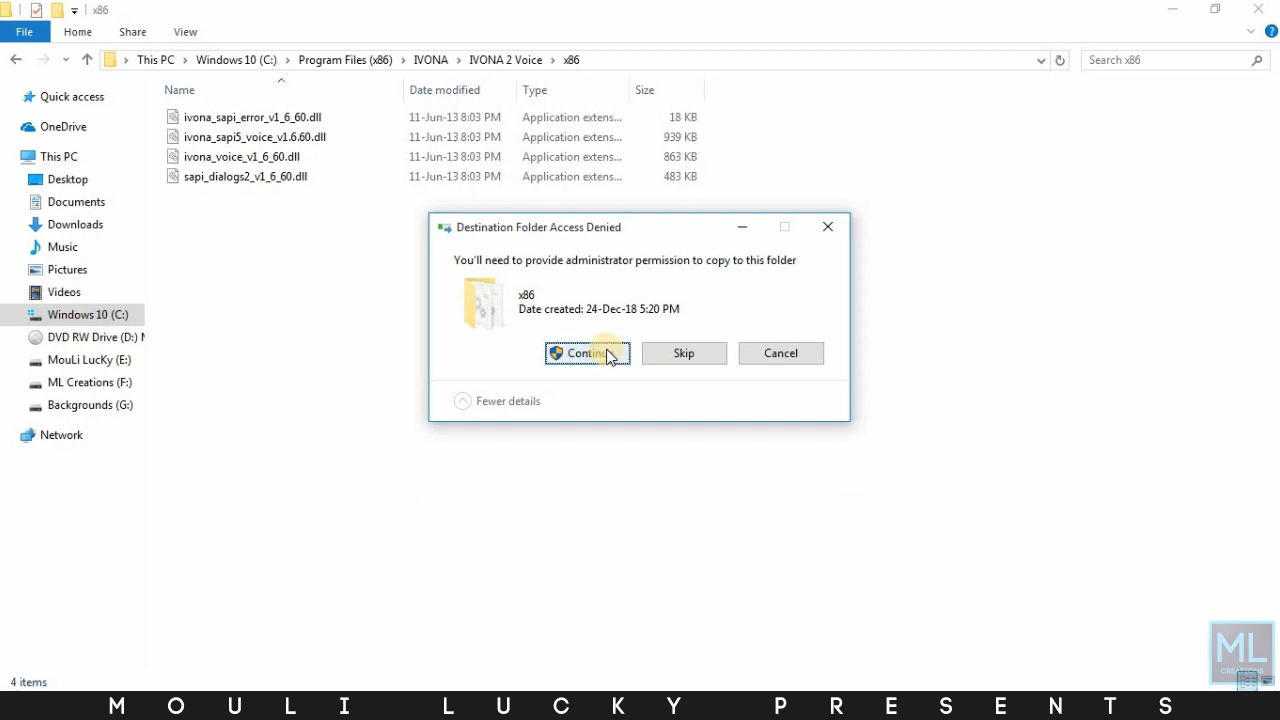 x86
File Home Share View
This PC Windows 10 (C:) Program Files (x86) IVONA IVONA 2 Voice x86 Search x86
Name Date modified Type Size
Quick access
OneDrive
This PC
Desktop
Documents
Downloads
Music
Pictures
Videos
Windows 10 (C:)
DVD RW Drive (D:)
MouLi LucKy (E:)
ML Creations (F:)
Backgrounds (G:)
Network
ivona_sapi_error_v1_6_60.dll 11-Jun-13 8:03 PM Application extens... 18 KB
ivona_sapi5_voice_v1.6.60.dll 11-Jun-13 8:03 PM Application extens... 939 KB
ivona_voice_v1_6_60.dll 11-Jun-13 8:03 PM Application extens... 863 KB
sapi_dialogs2_v1_6_60.dll 11-Jun-13 8:03 PM Application extens... 483 KB
Destination Folder Access Denied
You'll need to provide administrator permission to copy to this folder
x86
Date created: 24-Dec-18 5:20 PM
Continue Skip Cancel
Fewer details
4 items
ML
CREATIONS
MOULI LUCKY PRESENTS